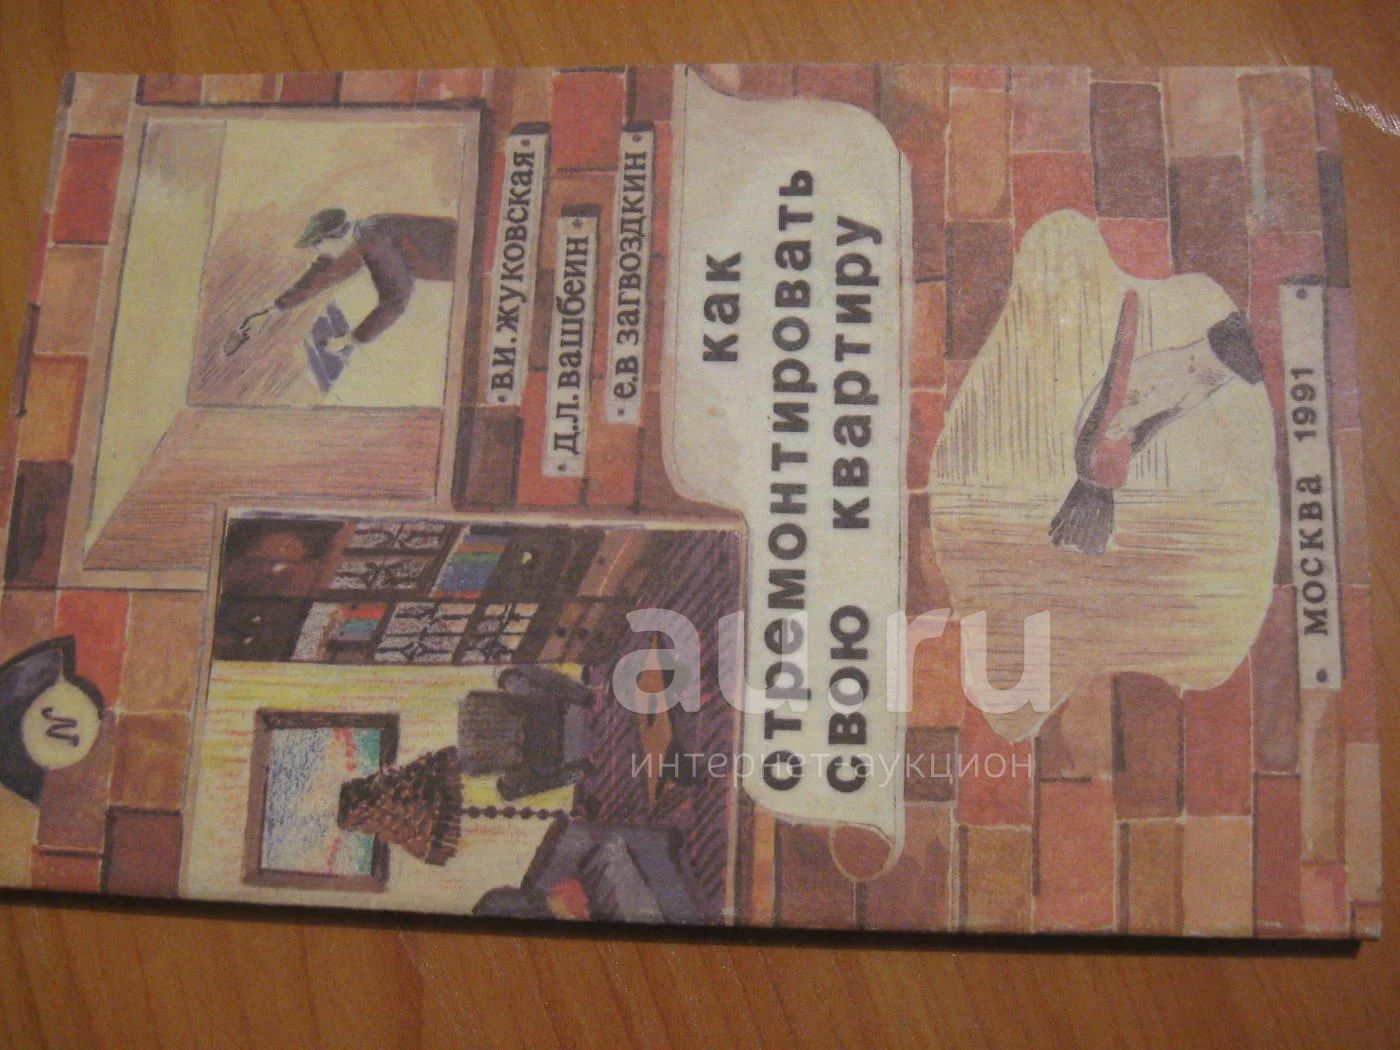 N
• В.И. ЖУКОВСКАЯ •
• Д.Л. ВАШБЕИН •
• Е.В ЗАГВОЗДКИН •
КАК
ОТРЕМОНТИРОВАТЬ
СВОЮ КВАРТИРУ
• МОСКВА 1991 •
au.ru
интернет аукцион